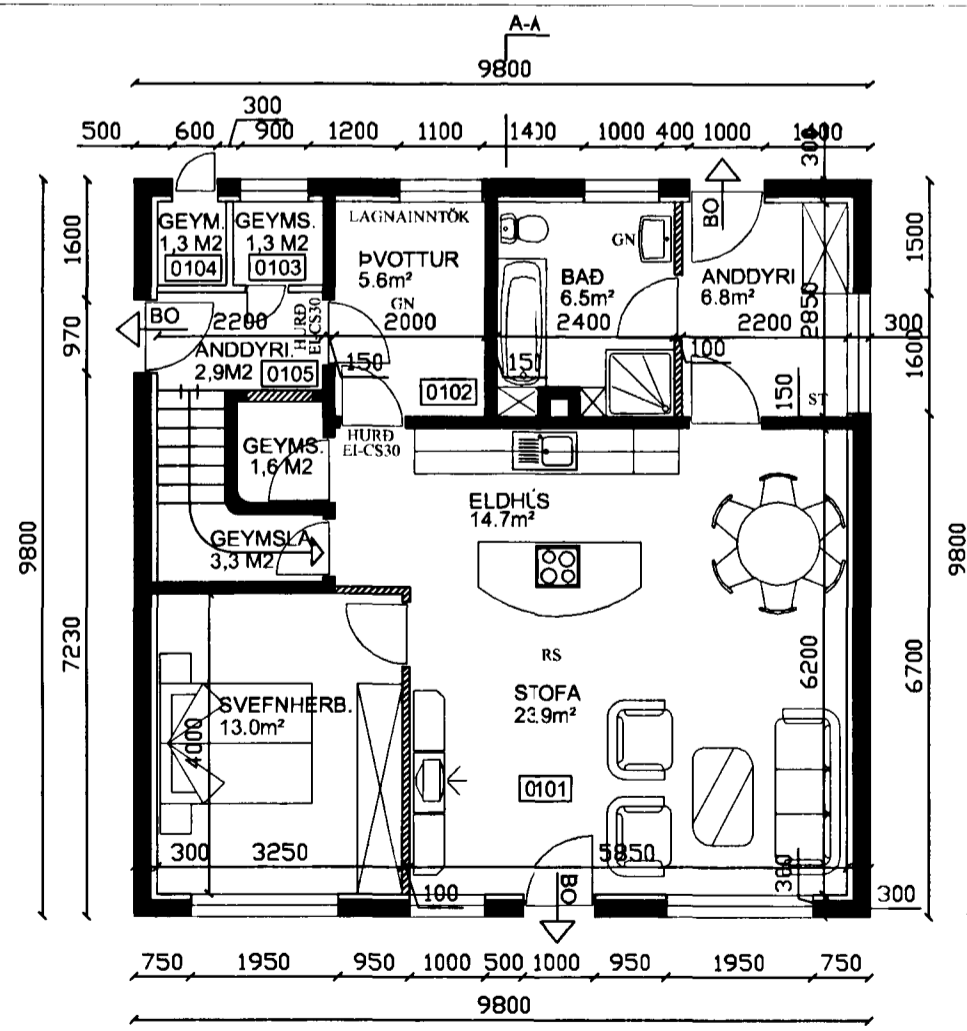 A-A
9800
300
500 600 900 1200 1100 1400 1000 400 1000 1400
300
GEYM.
1,3 M2
0104
GEYMS.
1,3 M2
0103
LAGNAINNTÖK
ÞVOTTUR
5.6m²
GN
GN
BAÐ
6.5m²
BO
ANDDYRI
6.8m²
1600
1500
970
BO
2200
HURÐ
EI-CS30
2000
2400
2200
2850
300
1600
ANDDYRI.
2,9M2
0105
150
0102
150
100
150
ST
HURÐ
EI-CS30
GEYMS.
1,6 M2
ELDHÚS
14.7m²
GEYMSLA
3,3 M2
9800
9800
7230
RS
6200
6700
STOFA
23.9m²
SVEFNHERB.
13.0m²
4000
0101
300
3250
5850
100
BO
300
300
750 1950 950 1000 500 1000 950 1950 750
9800